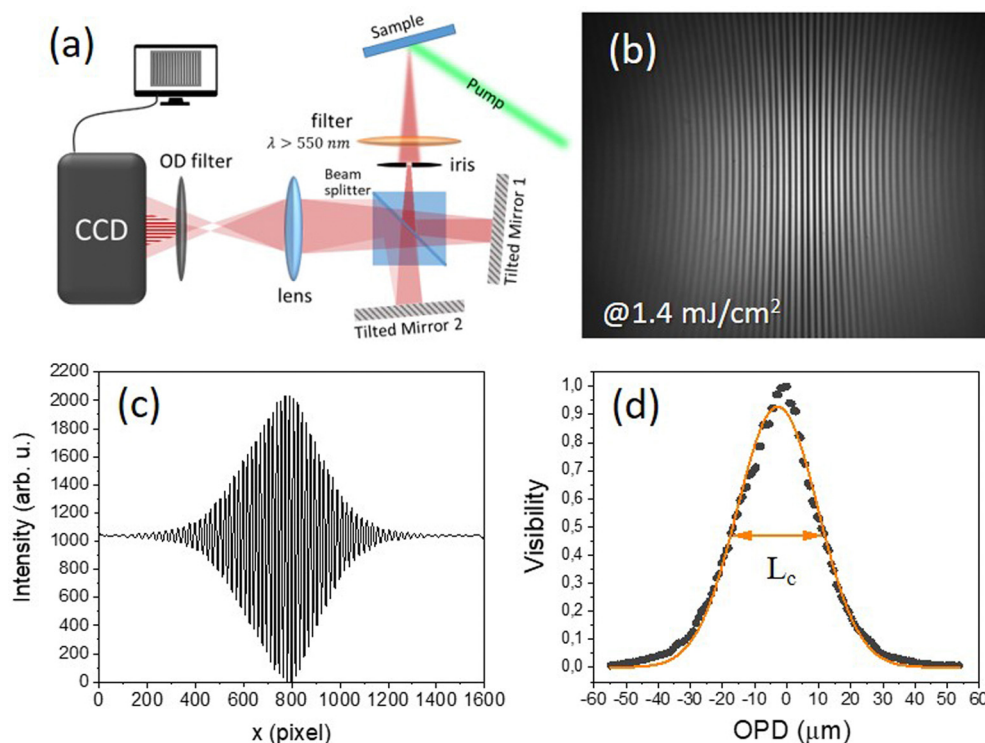 (a)
Sample
Pump
filter
λ > 550 nm
iris
OD filter
Beam
splitter
CCD
lens
Tilted Mirror 1
Tilted Mirror 2
(b)
@1.4 mJ/cm²
(c)
2200
2000
1800
1600
1400
1200
1000
800
600
400
200
0
Intensity (arb. u.)
0 200 400 600 800 1000 1200 1400 1600
x (pixel)
(d)
1,0
0,9
0,8
0,7
0,6
0,5
0,4
0,3
0,2
0,1
0,0
Visibility
L_c
-60 -50 -40 -30 -20 -10 0 10 20 30 40 50 60
OPD (μm)